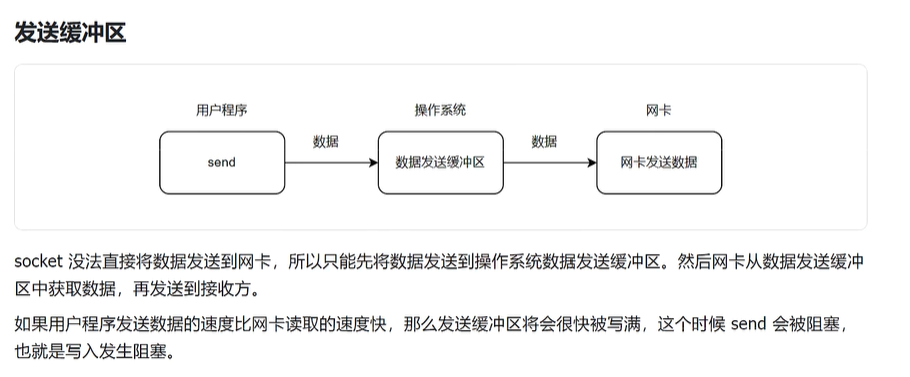 发送缓冲区
用户程序
操作系统
网卡
数据
数据
send
数据发送缓冲区
网卡发送数据
socket 没法直接将数据发送到网卡，所以只能先将数据发送到操作系统数据发送缓冲区。然后网卡从数据发送缓冲
区中获取数据，再发送到接收方。
如果用户程序发送数据的速度比网卡读取的速度快，那么发送缓冲区将会很快被写满，这个时候 send 会被阻塞，
也就是写入发生阻塞。